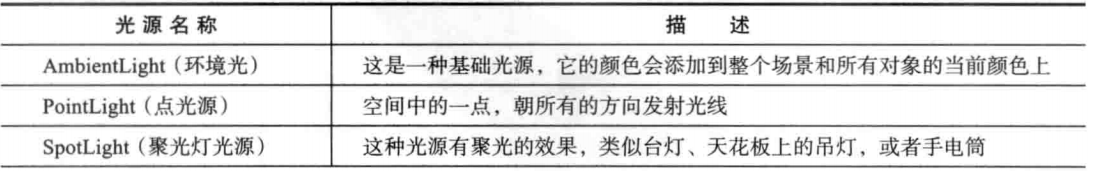 光源名称 描述
AmbientLight（环境光） 这是一种基础光源，它的颜色会添加到整个场景和所有对象的当前颜色上
PointLight（点光源） 空间中的一点，朝所有的方向发射光线
SpotLight（聚光灯光源） 这种光源有聚光的效果，类似台灯、天花板上的吊灯，或者手电筒